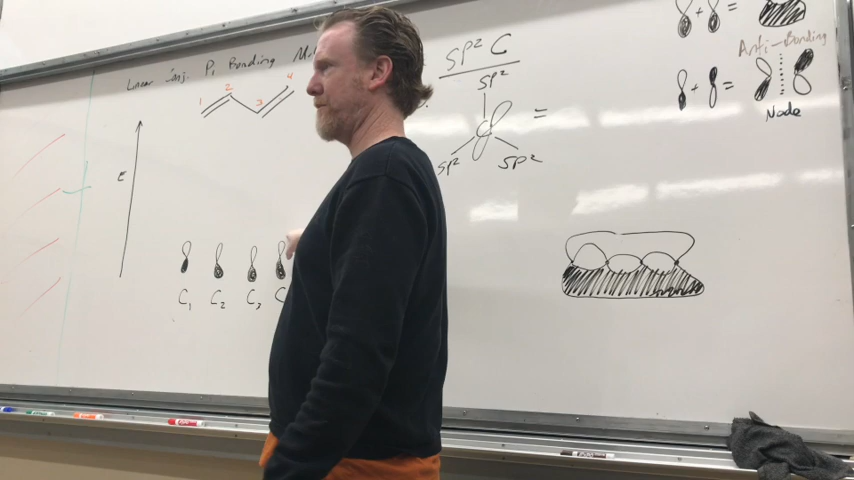 Linear Conj. Pi Bonding M
1 2 3 4
E
C1 C2 C3 C
SP² C
SP²
C
SP² SP²
=
+ =
Anti-Bonding
+ =
Node